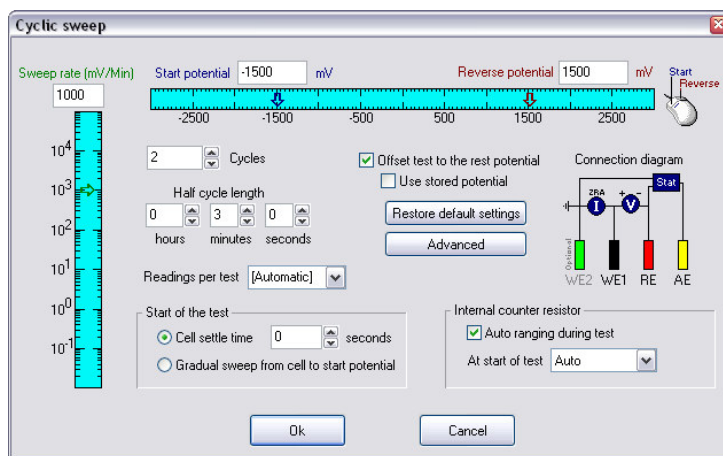 Cyclic sweep
Sweep rate (mV/Min)
1000
Start potential -1500 mV
Reverse potential 1500 mV
Start
Reverse
-2500 -1500 -500 500 1500 2500
10^4
10^3
10^2
10^1
10^0
10^-1
2 Cycles
Half cycle length
0 3 0
hours minutes seconds
Readings per test [Automatic]
Offset test to the rest potential
Use stored potential
Restore default settings
Advanced
Connection diagram
Stat
ZRA
I
+ -
V
Optional
WE2 WE1 RE AE
Start of the test
Cell settle time 0 seconds
Gradual sweep from cell to start potential
Internal counter resistor
Auto ranging during test
At start of test Auto
Ok
Cancel